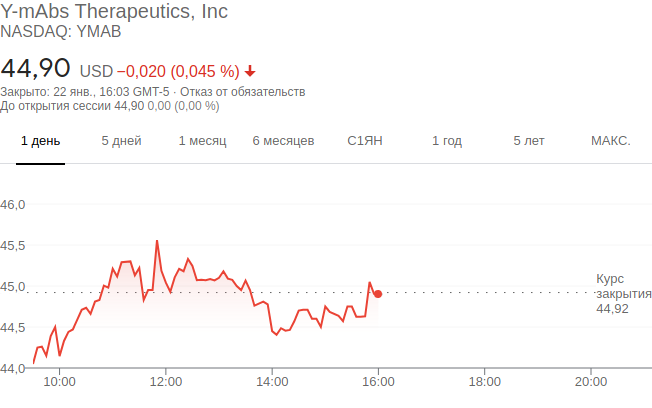 Y-mAbs Therapeutics, Inc
NASDAQ: YMAB
44,90 USD −0,020 (0,045 %)
Закрыто: 22 янв., 16:03 GMT-5 · Отказ от обязательств
До открытия сессии 44,90 0,00 (0,00 %)
1 день 5 дней 1 месяц 6 месяцев С1ЯН 1 год 5 лет МАКС.
46,0
45,5
45,0
44,5
44,0
Курс
закрытия
44,92
10:00 12:00 14:00 16:00 18:00 20:00